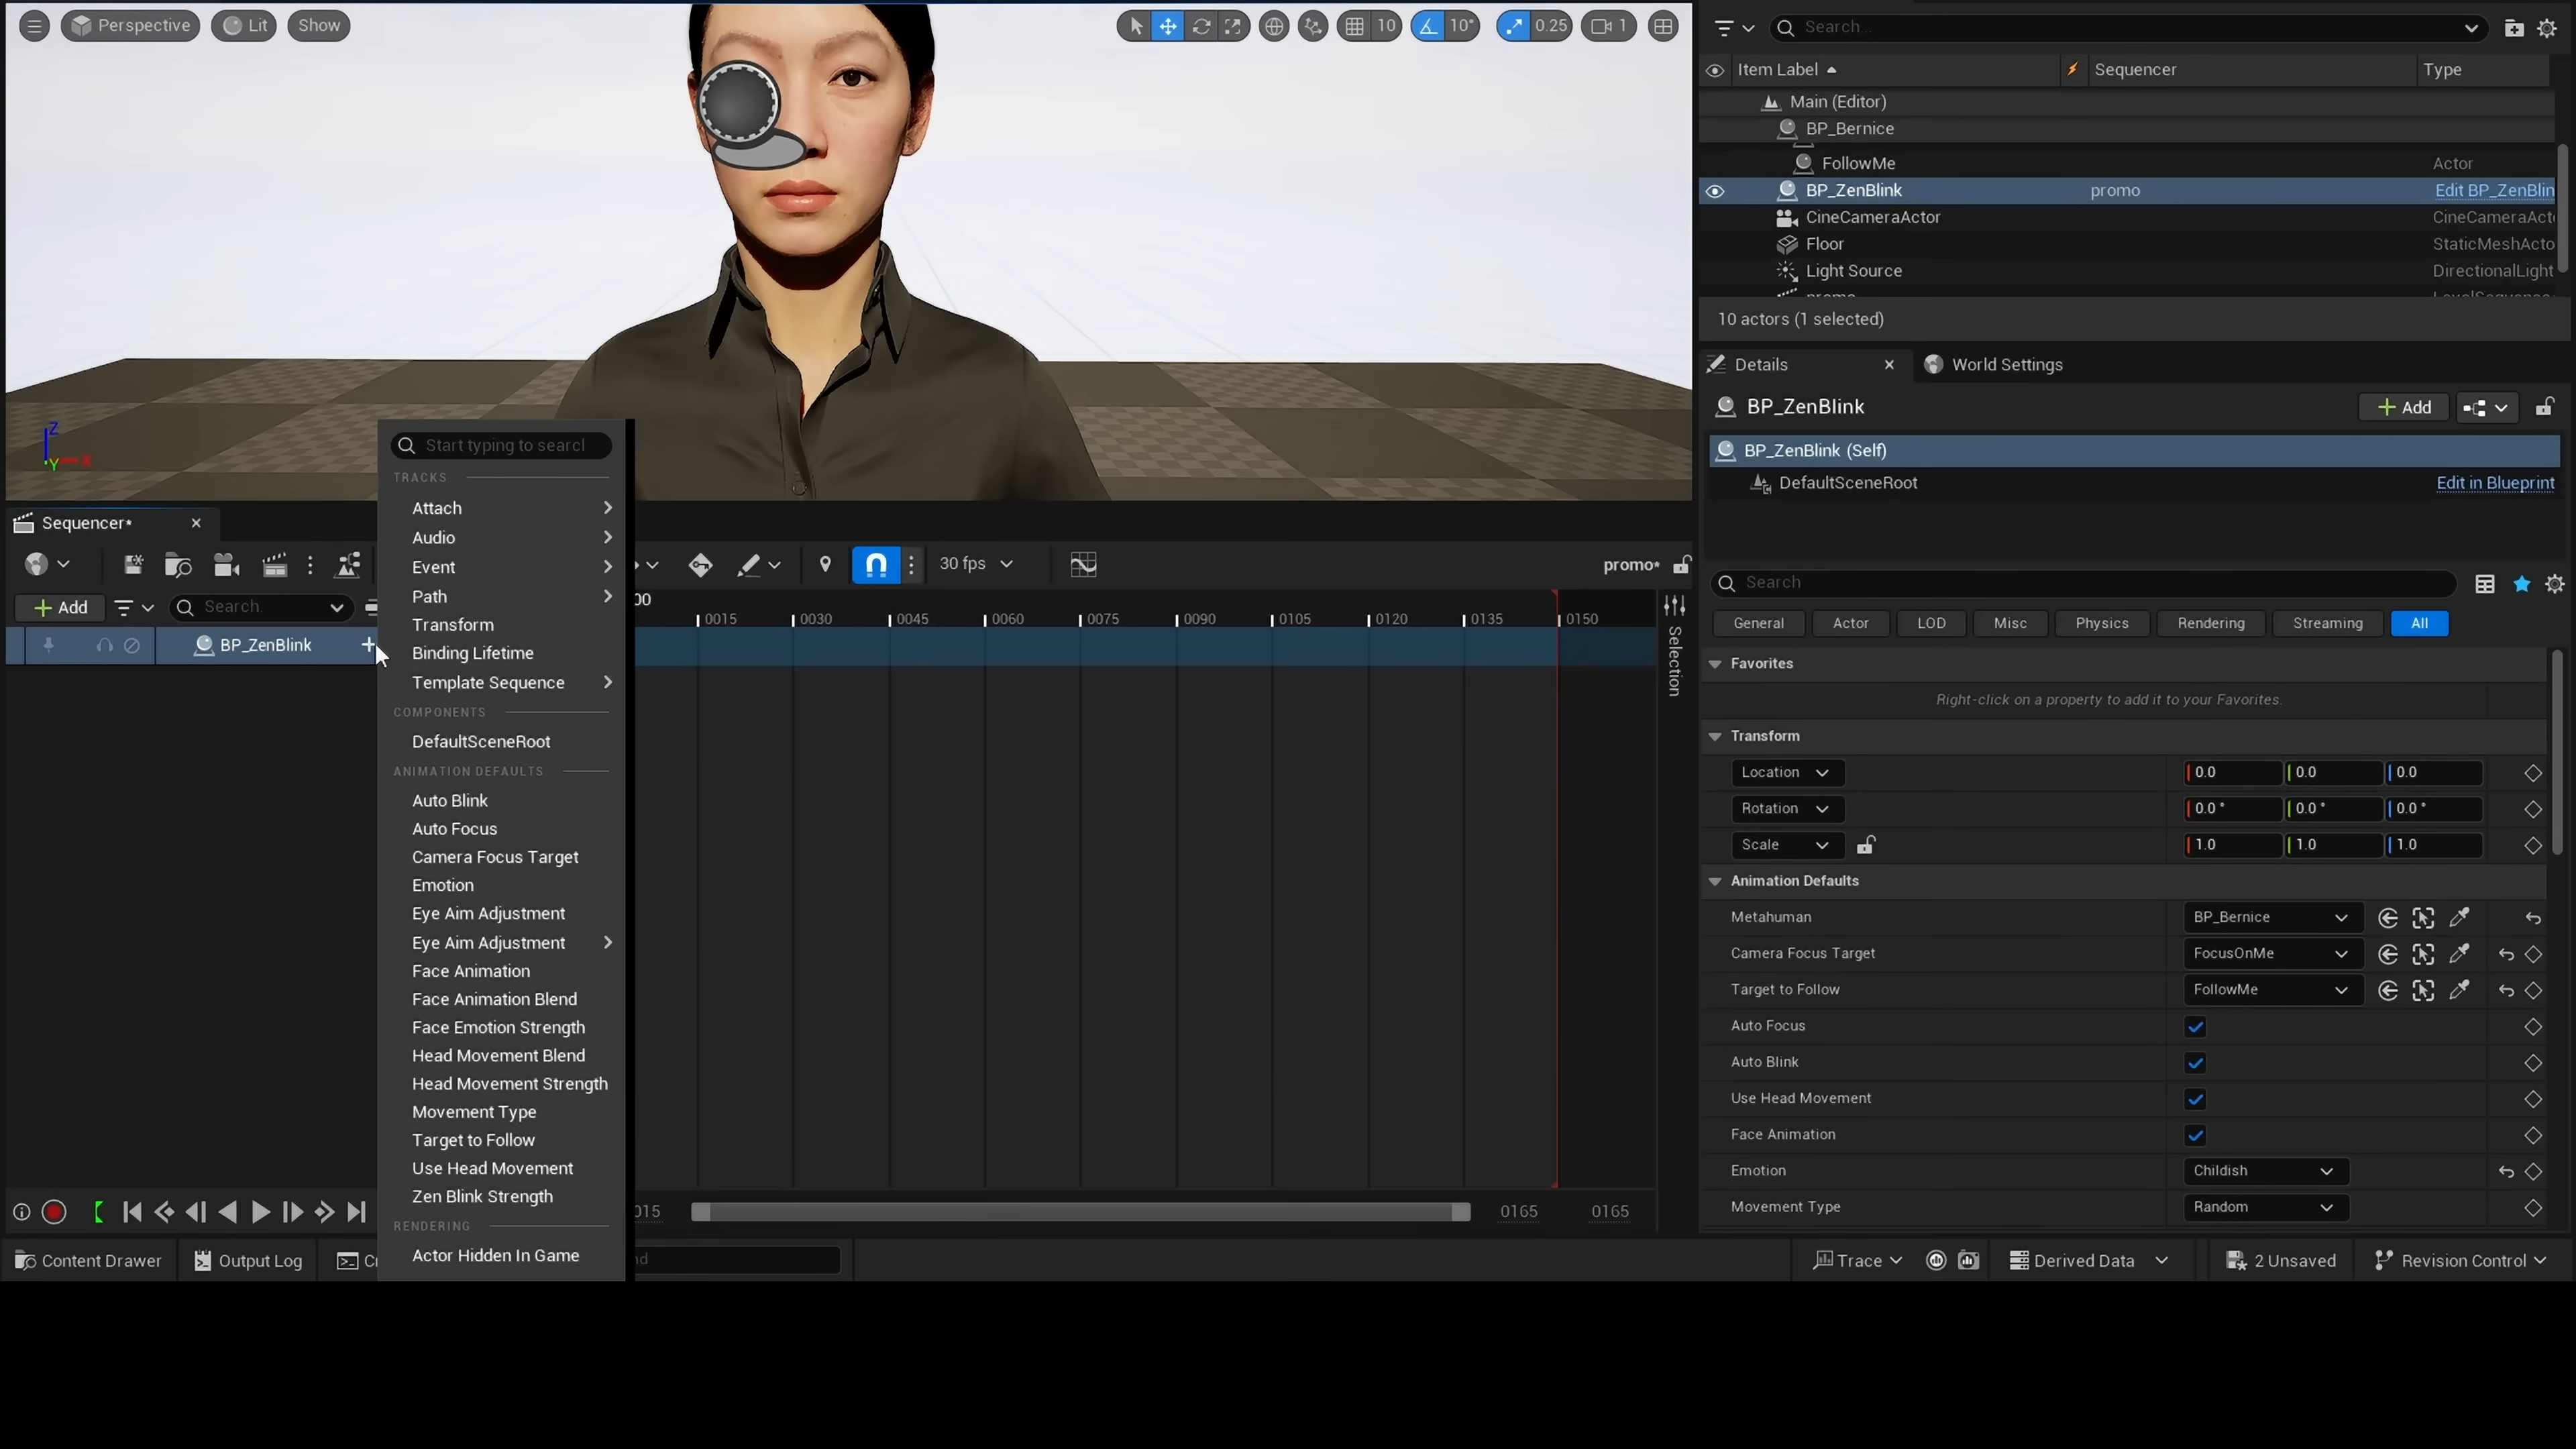 Perspective
Lit
Show
10
10°
0.25
1
Search...
Item Label
Sequencer
Type
Main (Editor)
BP_Bernice
FollowMe
Actor
BP_ZenBlink
promo
Edit BP_ZenBlin
CineCameraActor
CineCameraAct
Floor
StaticMeshActo
Light Source
DirectionalLight
10 actors (1 selected)
Details
World Settings
BP_ZenBlink
Add
BP_ZenBlink (Self)
DefaultSceneRoot
Edit in Blueprint
Search
General
Actor
LOD
Misc
Physics
Rendering
Streaming
All
Favorites
Right-click on a property to add it to your Favorites.
Transform
Location
0.0
0.0
0.0
Rotation
0.0 °
0.0 °
0.0 °
Scale
1.0
1.0
1.0
Animation Defaults
Metahuman
BP_Bernice
Camera Focus Target
FocusOnMe
Target to Follow
FollowMe
Auto Focus
Auto Blink
Use Head Movement
Face Animation
Emotion
Childish
Movement Type
Random
Z
Y
X
Sequencer*
30 fps
promo*
Add
Search
00
0015
0030
0045
0060
0075
0090
0105
0120
0135
0150
Selection
BP_ZenBlink
Start typing to search
TRACKS
Attach
Audio
Event
Path
Transform
Binding Lifetime
Template Sequence
COMPONENTS
DefaultSceneRoot
ANIMATION DEFAULTS
Auto Blink
Auto Focus
Camera Focus Target
Emotion
Eye Aim Adjustment
Eye Aim Adjustment
Face Animation
Face Animation Blend
Face Emotion Strength
Head Movement Blend
Head Movement Strength
Movement Type
Target to Follow
Use Head Movement
Zen Blink Strength
RENDERING
Actor Hidden In Game
015
0165
0165
Content Drawer
Output Log
C
nd
Trace
Derived Data
2 Unsaved
Revision Control